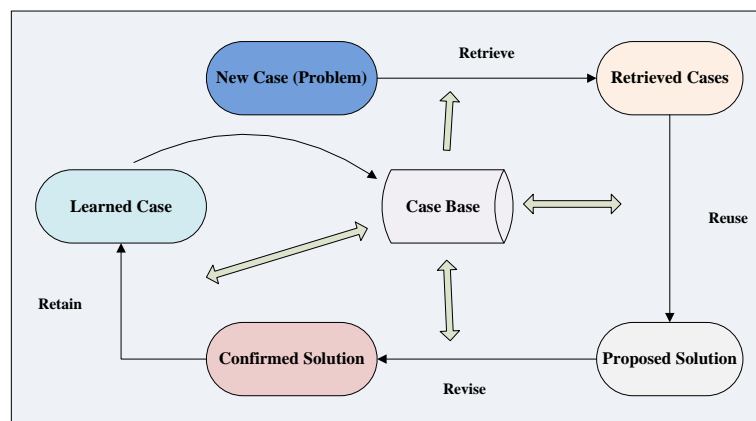 Retrieve
New Case (Problem)
Retrieved Cases
Learned Case
Case Base
Reuse
Retain
Confirmed Solution
Proposed Solution
Revise